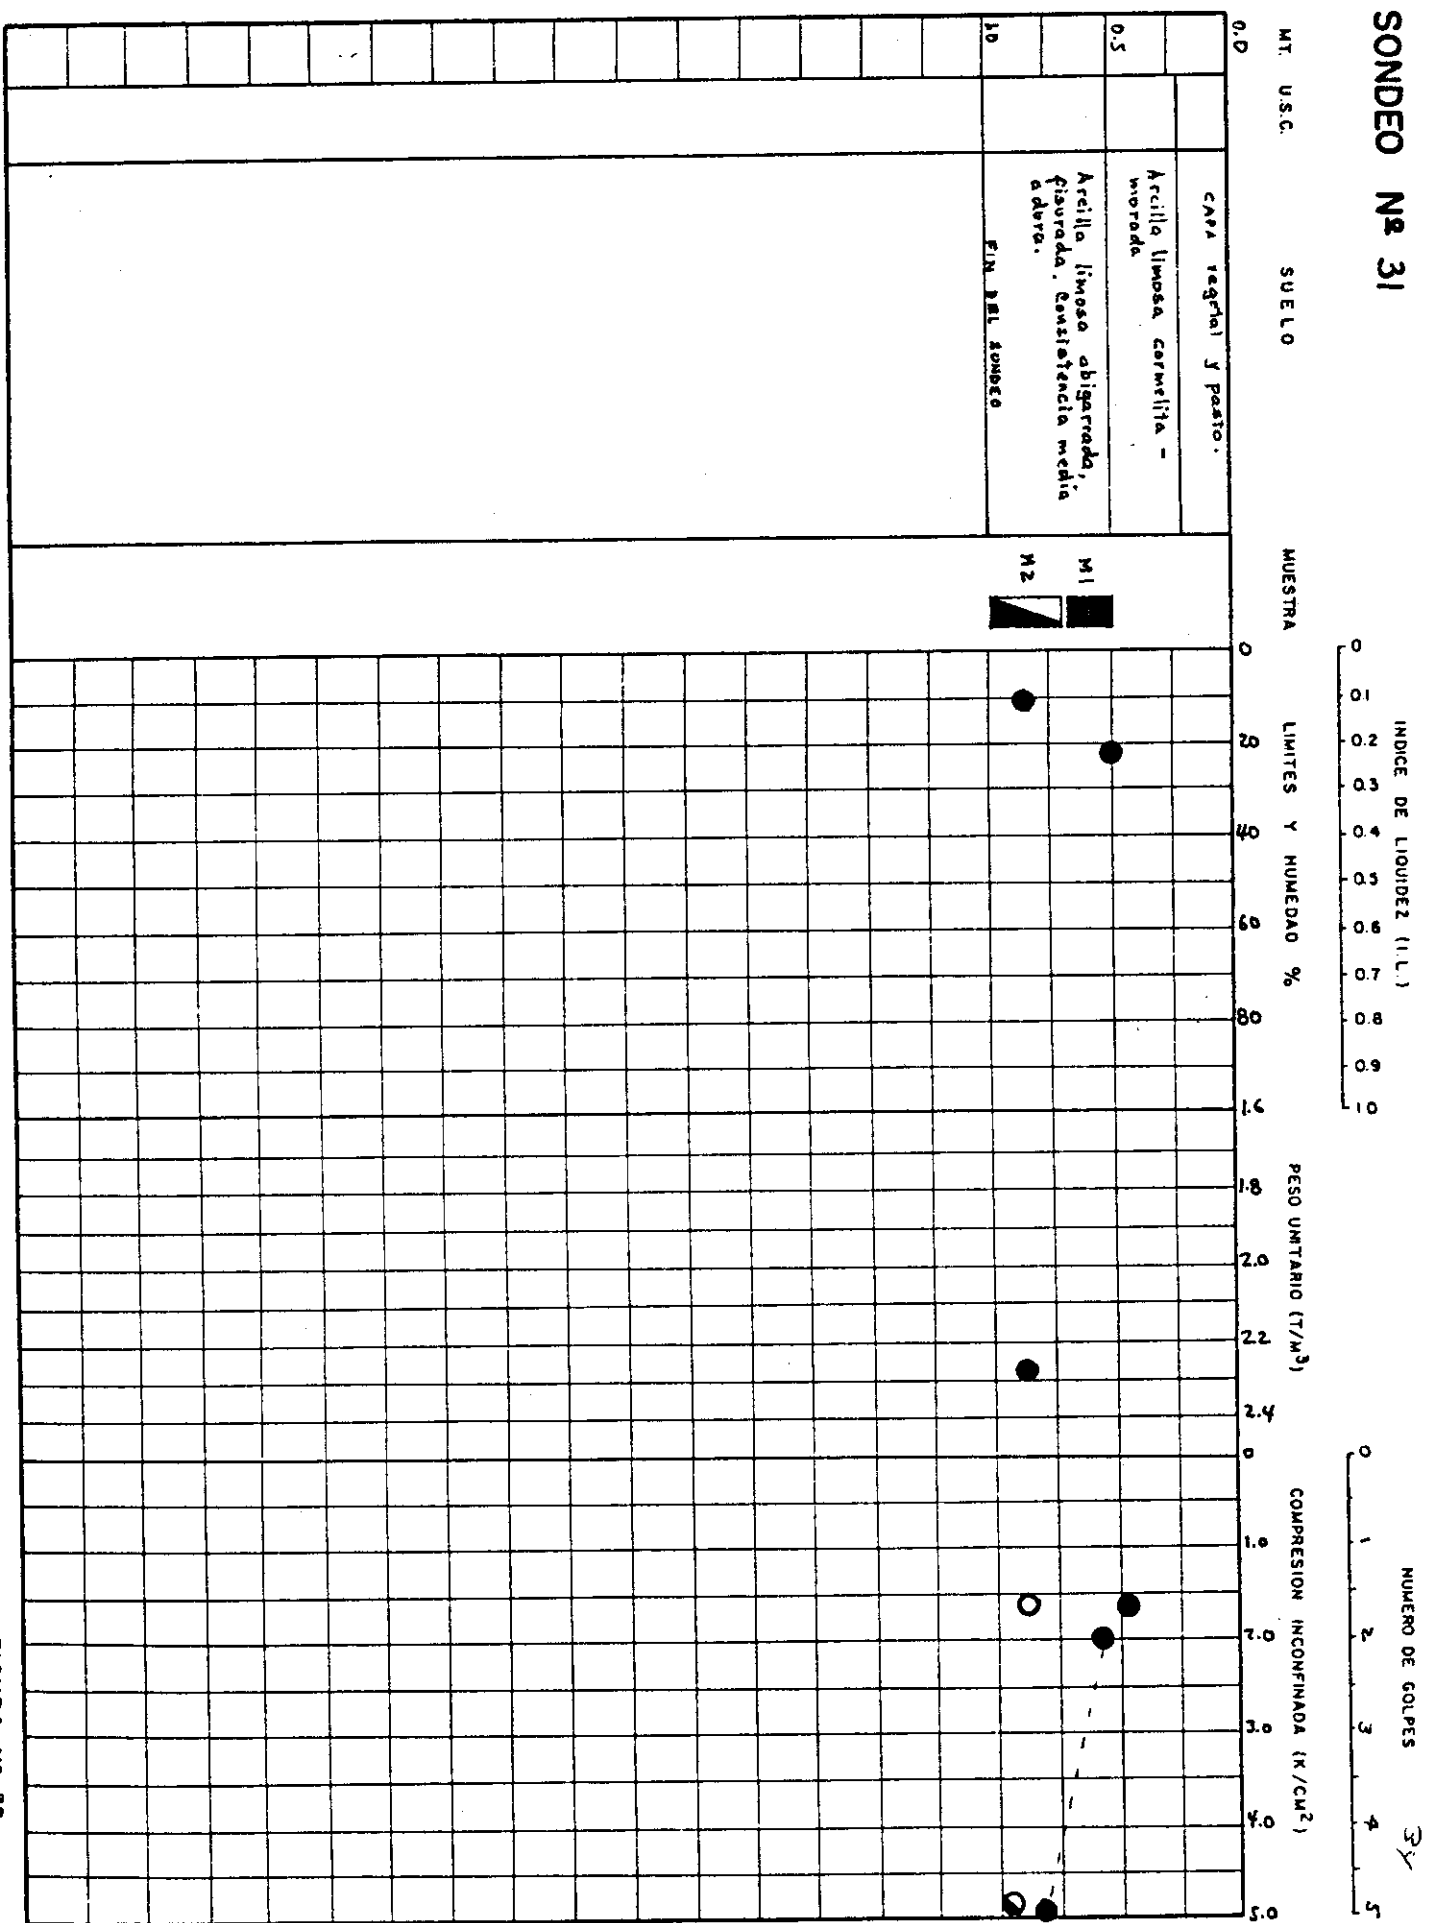 SONDEO Nº 31
INDICE DE LIQUIDEZ (I.L.)
0 0.1 0.2 0.3 0.4 0.5 0.6 0.7 0.8 0.9 1.0
NUMERO DE GOLPES
0 1 2 3 4 5
MT. U.S.C. SUELO MUESTRA LIMITES Y HUMEDAD % PESO UNITARIO (T/M³) COMPRESION INCONFINADA (K/CM²)
0 20 40 60 80 1.6 1.8 2.0 2.2 2.4 0 1.0 2.0 3.0 4.0 5.0
0.0
CAPA vegetal y pasto.
Arcilla limosa carmelita -
morada
0.5
M1
Arcilla limosa abigarrada,
fisurada. Consistencia media
a dura.
M2
1.0
FIN DEL SONDEO